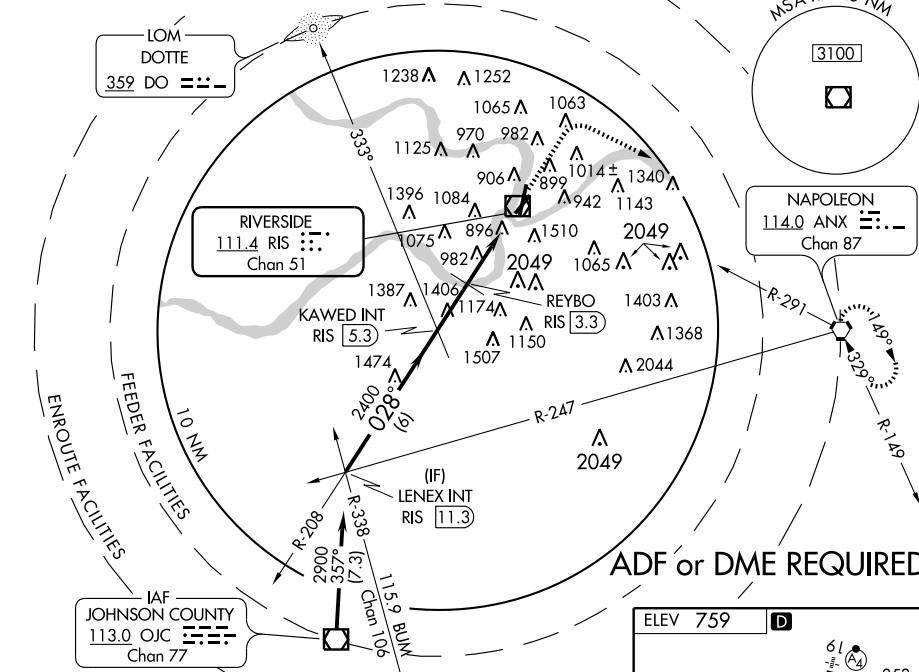 MSA
NM
3100
LOM
DOTTE
359 DO
1238
1252
1065
1063
970
982
1125
333°
906
899
1014±
1340
1396
1084
942
1143
RIVERSIDE
111.4 RIS
Chan 51
1075
896
1510
2049
NAPOLEON
114.0 ANX
Chan 87
982
2049
1065
1387
1406
1174
REYBO
RIS 3.3
1403
R-291
KAWED INT
RIS 5.3
1150
1368
149°
1507
329°
1474
2044
2400
028°
(6)
R-247
R-149
2049
ENROUTE FACILITIES
FEEDER FACILITIES
10 NM
(IF)
LENEX INT
RIS 11.3
R-208
R-338
2900
357°
(7.3)
115.9 BUM
Chan 106
ADF or DME REQUIRED
IAF
JOHNSON COUNTY
113.0 OJC
Chan 77
ELEV 759
D
61
A4